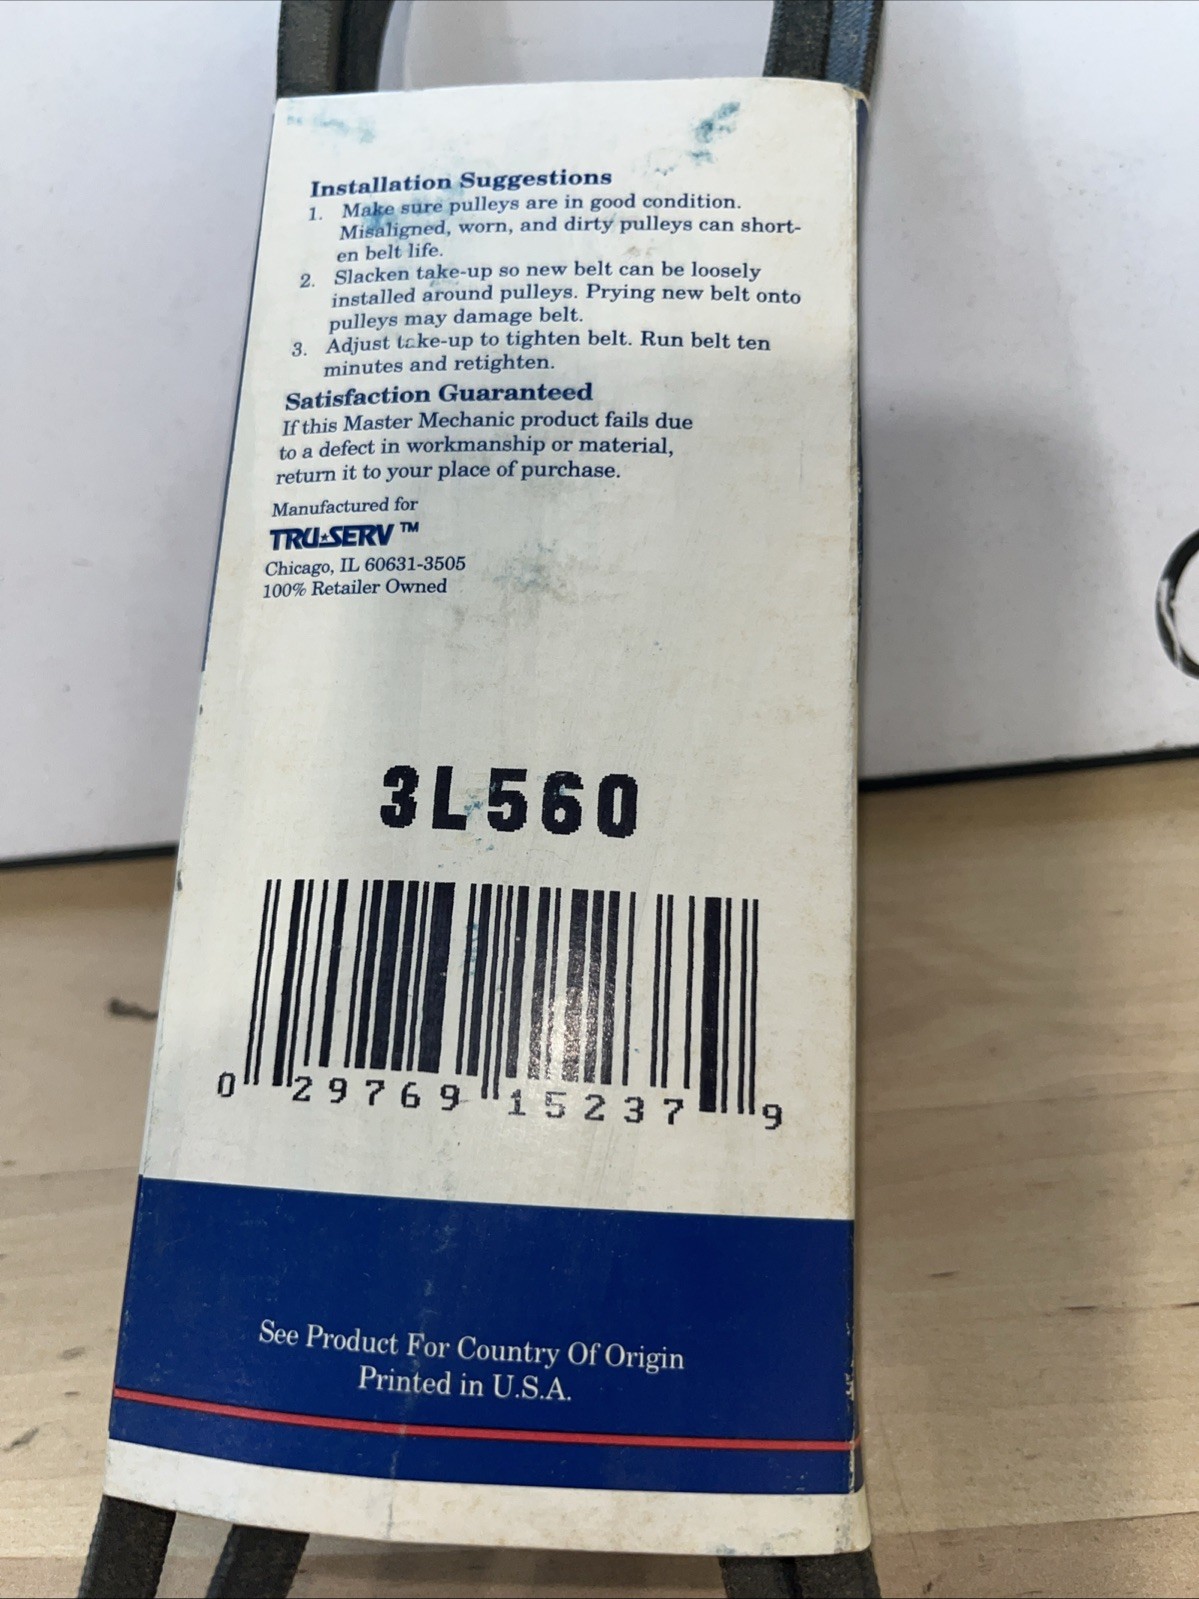 Installation Suggestions
1. Make sure pulleys are in good condition.
Misaligned, worn, and dirty pulleys can short-
en belt life.
2. Slacken take-up so new belt can be loosely
installed around pulleys. Prying new belt onto
pulleys may damage belt.
3. Adjust take-up to tighten belt. Run belt ten
minutes and retighten.
Satisfaction Guaranteed
If this Master Mechanic product fails due
to a defect in workmanship or material,
return it to your place of purchase.
Manufactured for
TRU★SERV™
Chicago, IL 60631-3505
100% Retailer Owned
3L560
0 29769 15237 9
See Product For Country Of Origin
Printed in U.S.A.